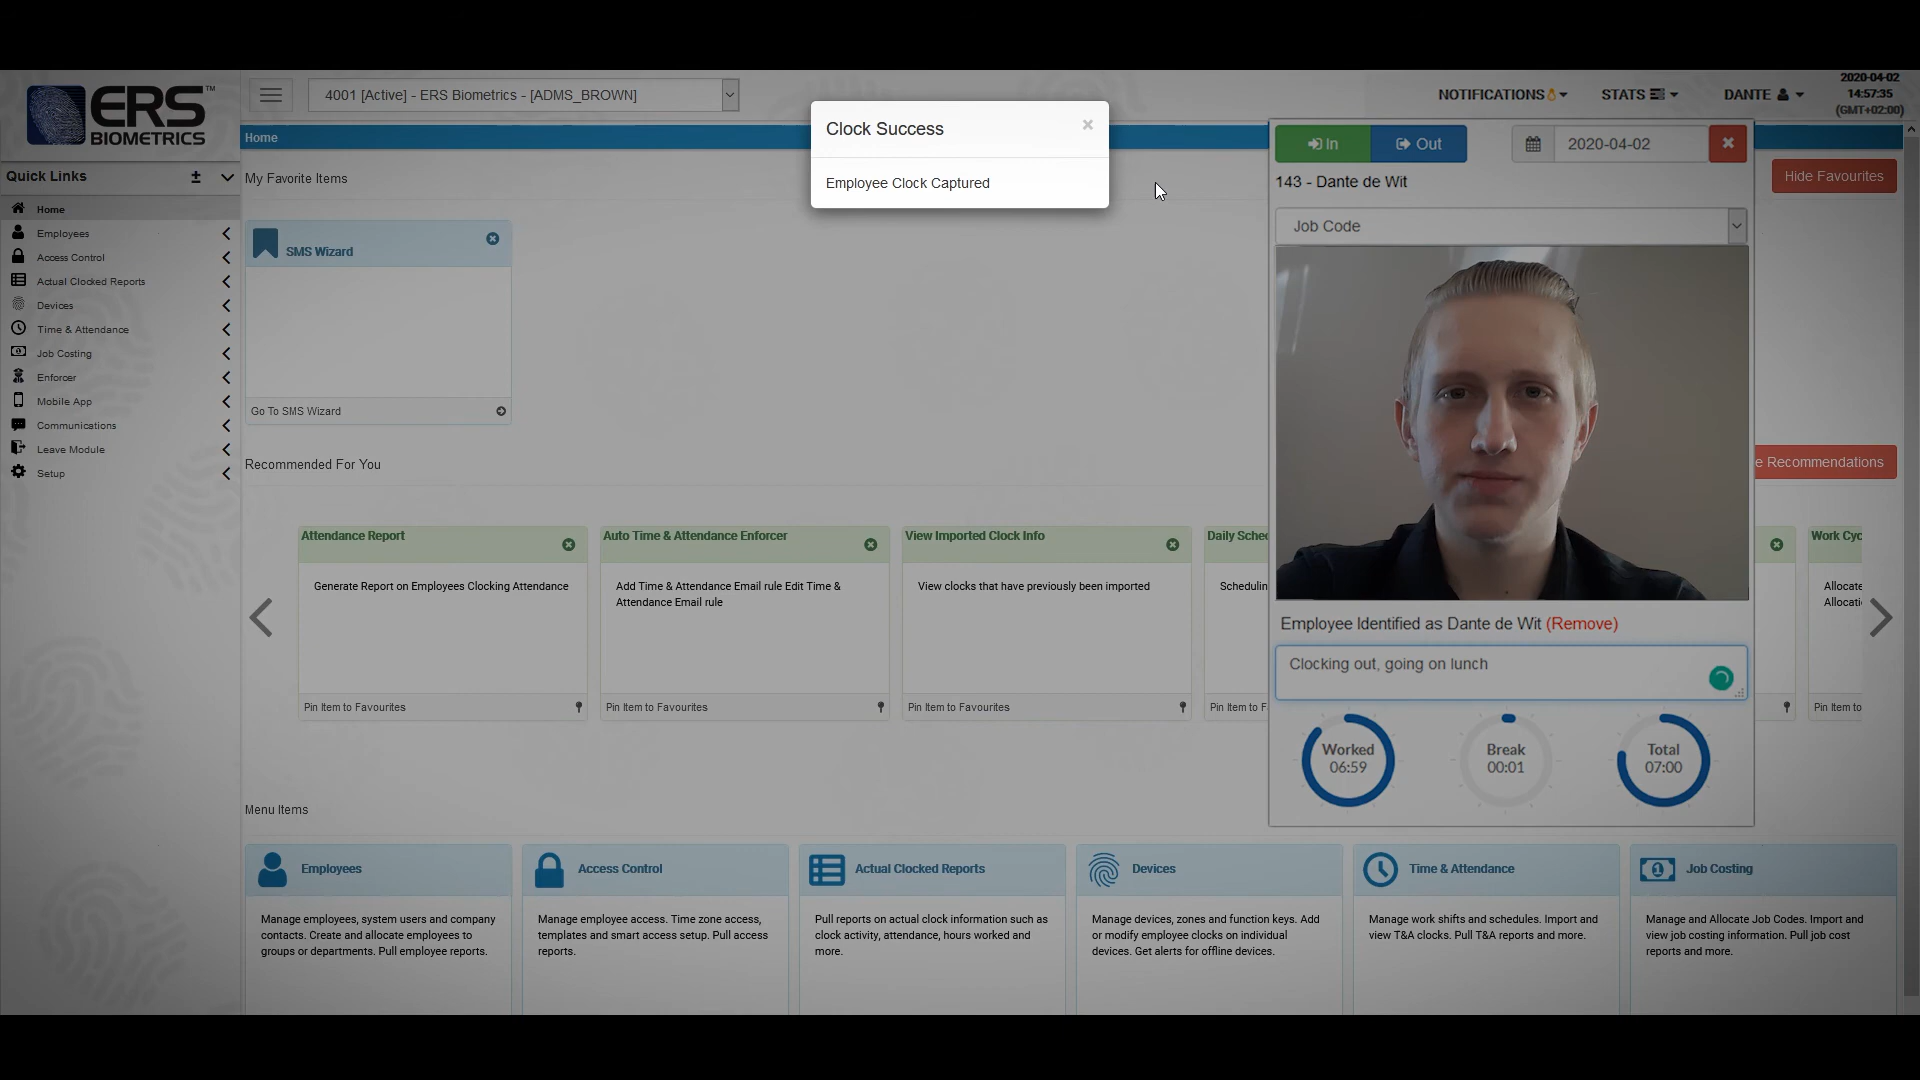 ERS™
BIOMETRICS
4001 [Active] - ERS Biometrics - [ADMS_BROWN]
NOTIFICATIONS
STATS
DANTE
2020-04-02
14:57:35
(GMT+02:00)
Quick Links
Home
Employees
Access Control
Actual Clocked Reports
Devices
Time & Attendance
Job Costing
Enforcer
Mobile App
Communications
Leave Module
Setup
Home
My Favorite Items
Hide Favourites
SMS Wizard
Go To SMS Wizard
Clock Success
×
Employee Clock Captured
In
Out
2020-04-02
143 - Dante de Wit
Job Code
Employee Identified as Dante de Wit (Remove)
Clocking out, going on lunch
Worked
06:59
Break
00:01
Total
07:00
Recommended For You
e Recommendations
Attendance Report
Generate Report on Employees Clocking Attendance
Pin Item to Favourites
Auto Time & Attendance Enforcer
Add Time & Attendance Email rule Edit Time &
Attendance Email rule
Pin Item to Favourites
View Imported Clock Info
View clocks that have previously been imported
Pin Item to Favourites
Daily Sche
Schedulin
Pin Item to F
Work Cyc
Allocate
Allocati
Pin Item to
Menu Items
Employees
Manage employees, system users and company
contacts. Create and allocate employees to
groups or departments. Pull employee reports.
Access Control
Manage employee access. Time zone access,
templates and smart access setup. Pull access
reports.
Actual Clocked Reports
Pull reports on actual clock information such as
clock activity, attendance, hours worked and
more.
Devices
Manage devices, zones and function keys. Add
or modify employee clocks on individual
devices. Get alerts for offline devices.
Time & Attendance
Manage work shifts and schedules. Import and
view T&A clocks. Pull T&A reports and more.
Job Costing
Manage and Allocate Job Codes. Import and
view job costing information. Pull job cost
reports and more.